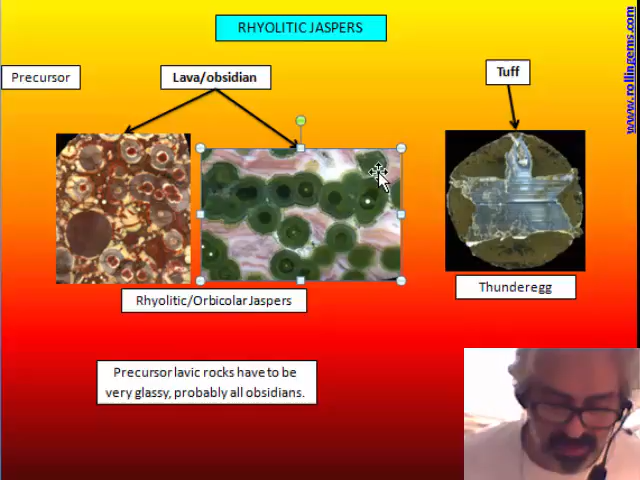 RHYOLITIC JASPERS
www.rollingems.com
Precursor
Lava/obsidian
Tuff
Rhyolitic/Orbicolar Jaspers
Thunderegg
Precursor lavic rocks have to be
very glassy, probably all obsidians.